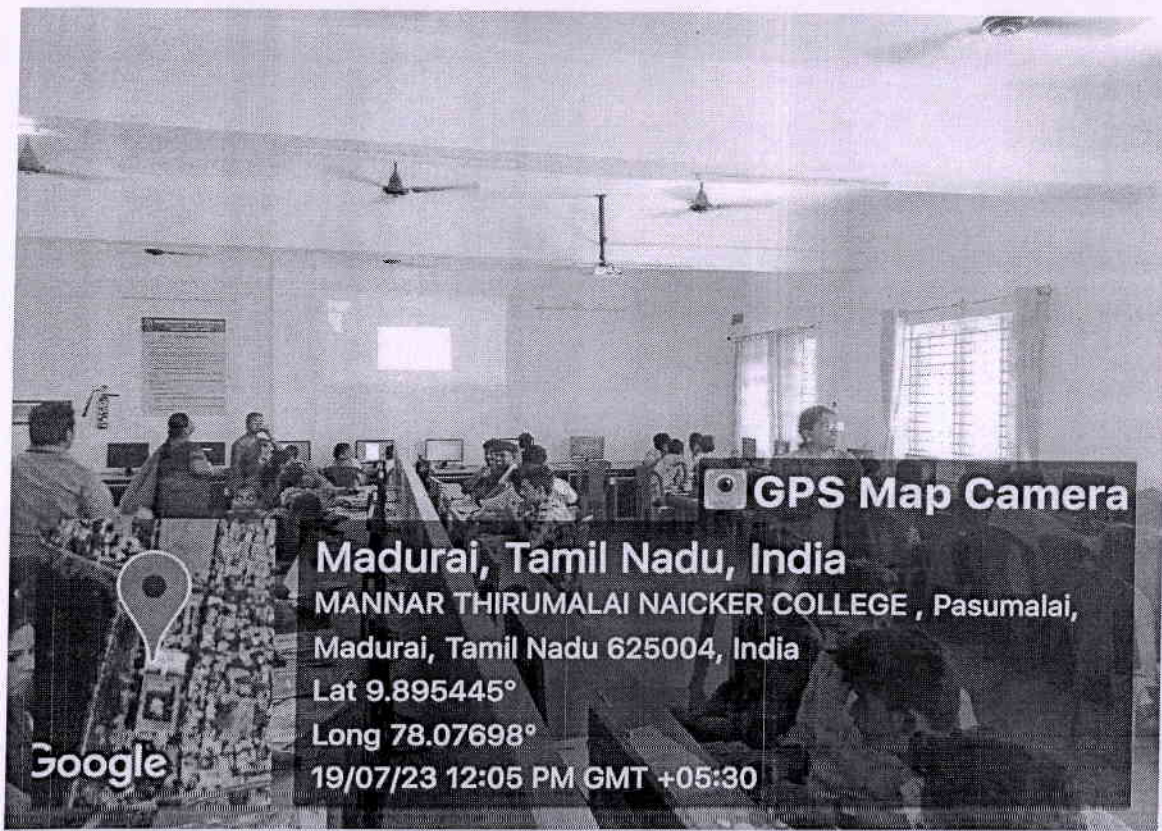 GPS Map Camera
Madurai, Tamil Nadu, India
MANNAR THIRUMALAI NAICKER COLLEGE , Pasumalai,
Madurai, Tamil Nadu 625004, India
Lat 9.895445°
Long 78.07698°
19/07/23 12:05 PM GMT +05:30
Google